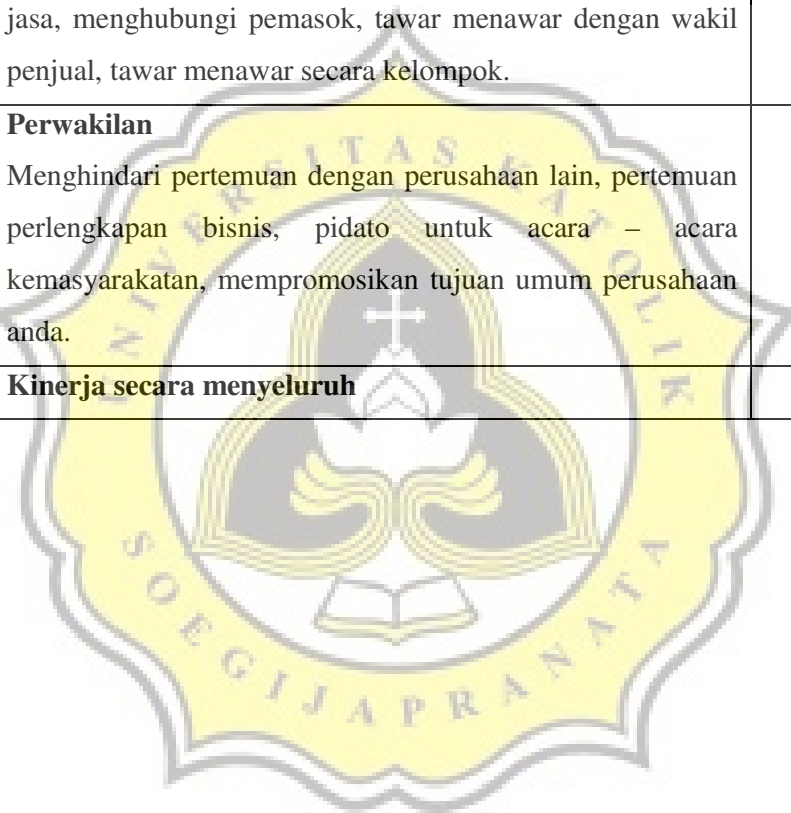 jasa, menghubungi pemasok, tawar menawar dengan wakil
penjual, tawar menawar secara kelompok.
Perwakilan
Menghindari pertemuan dengan perusahaan lain, pertemuan
perlengkapan bisnis, pidato untuk acara – acara
kemasyarakatan, mempromosikan tujuan umum perusahaan
anda.
Kinerja secara menyeluruh
UNIVERSITAS KATOLIK
SOEGIJAPRANATA